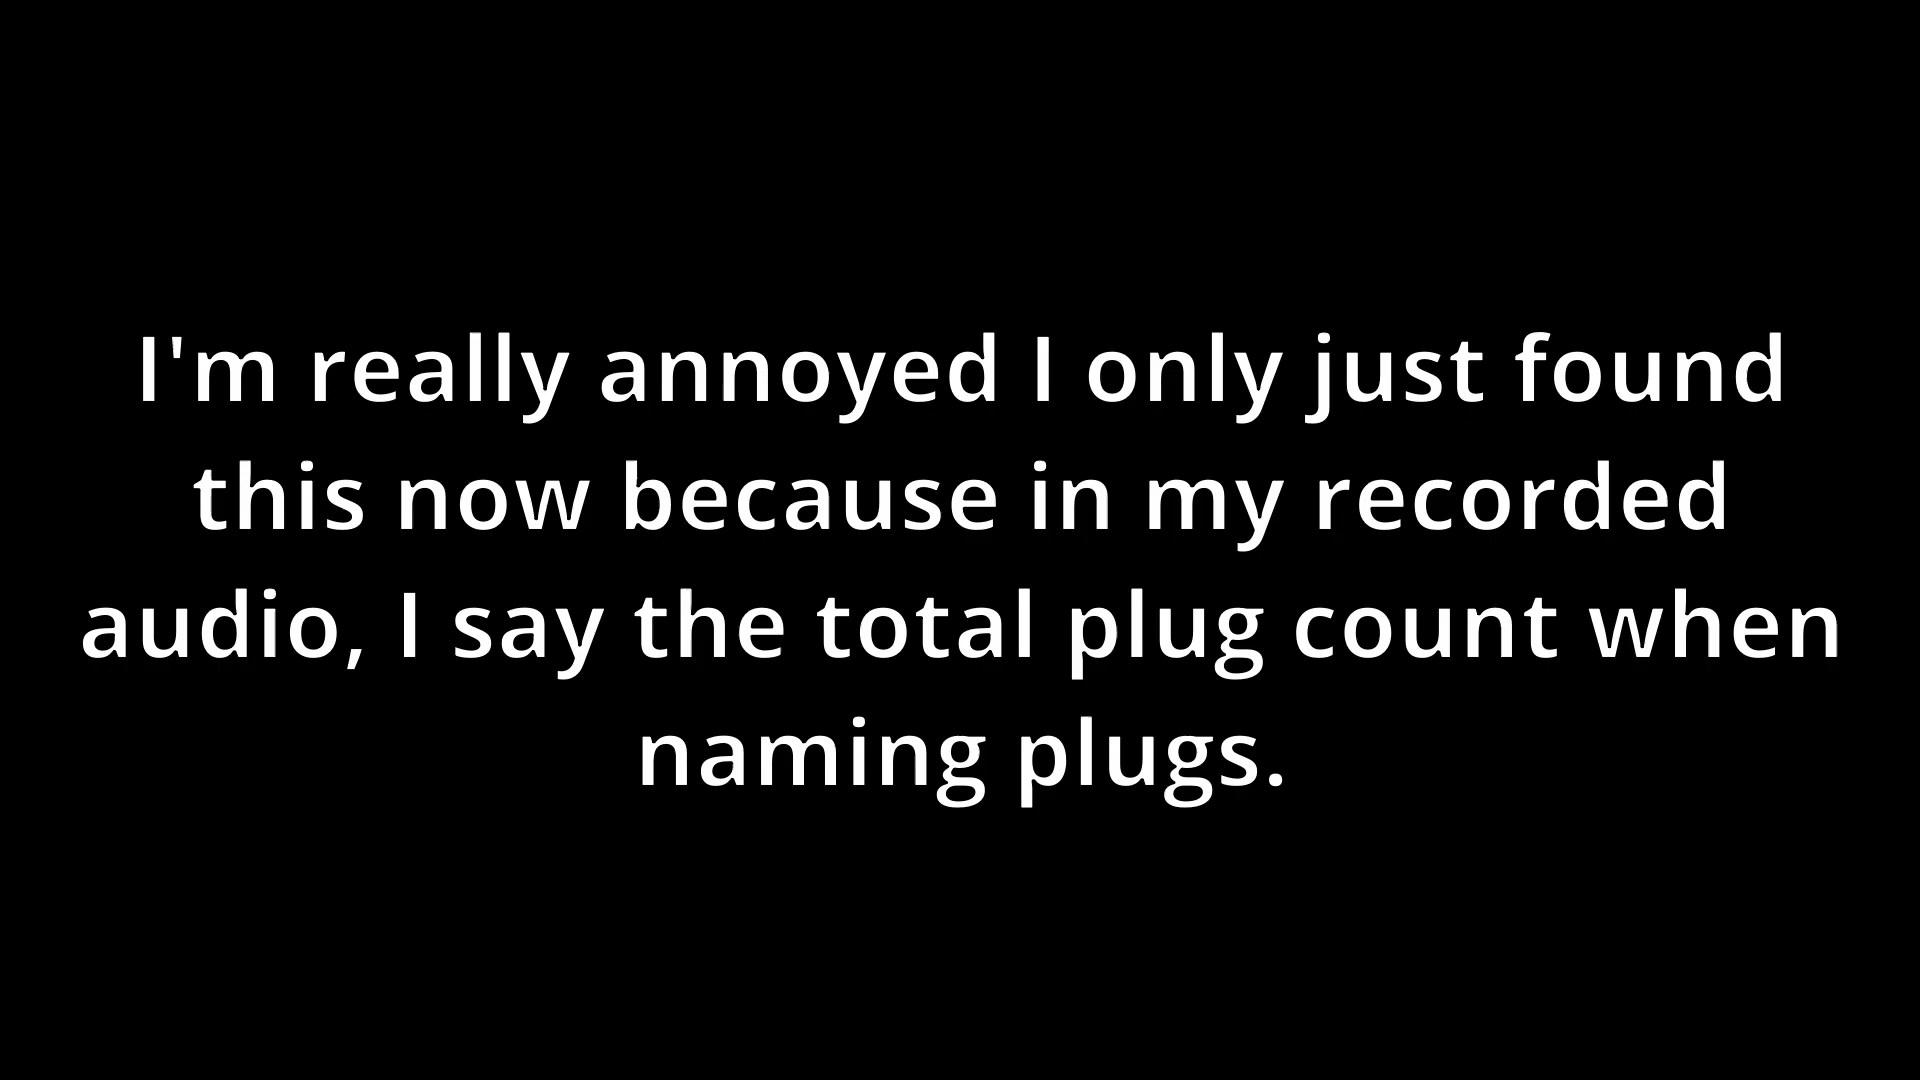 I'm really annoyed I only just found
this now because in my recorded
audio, I say the total plug count when
naming plugs.